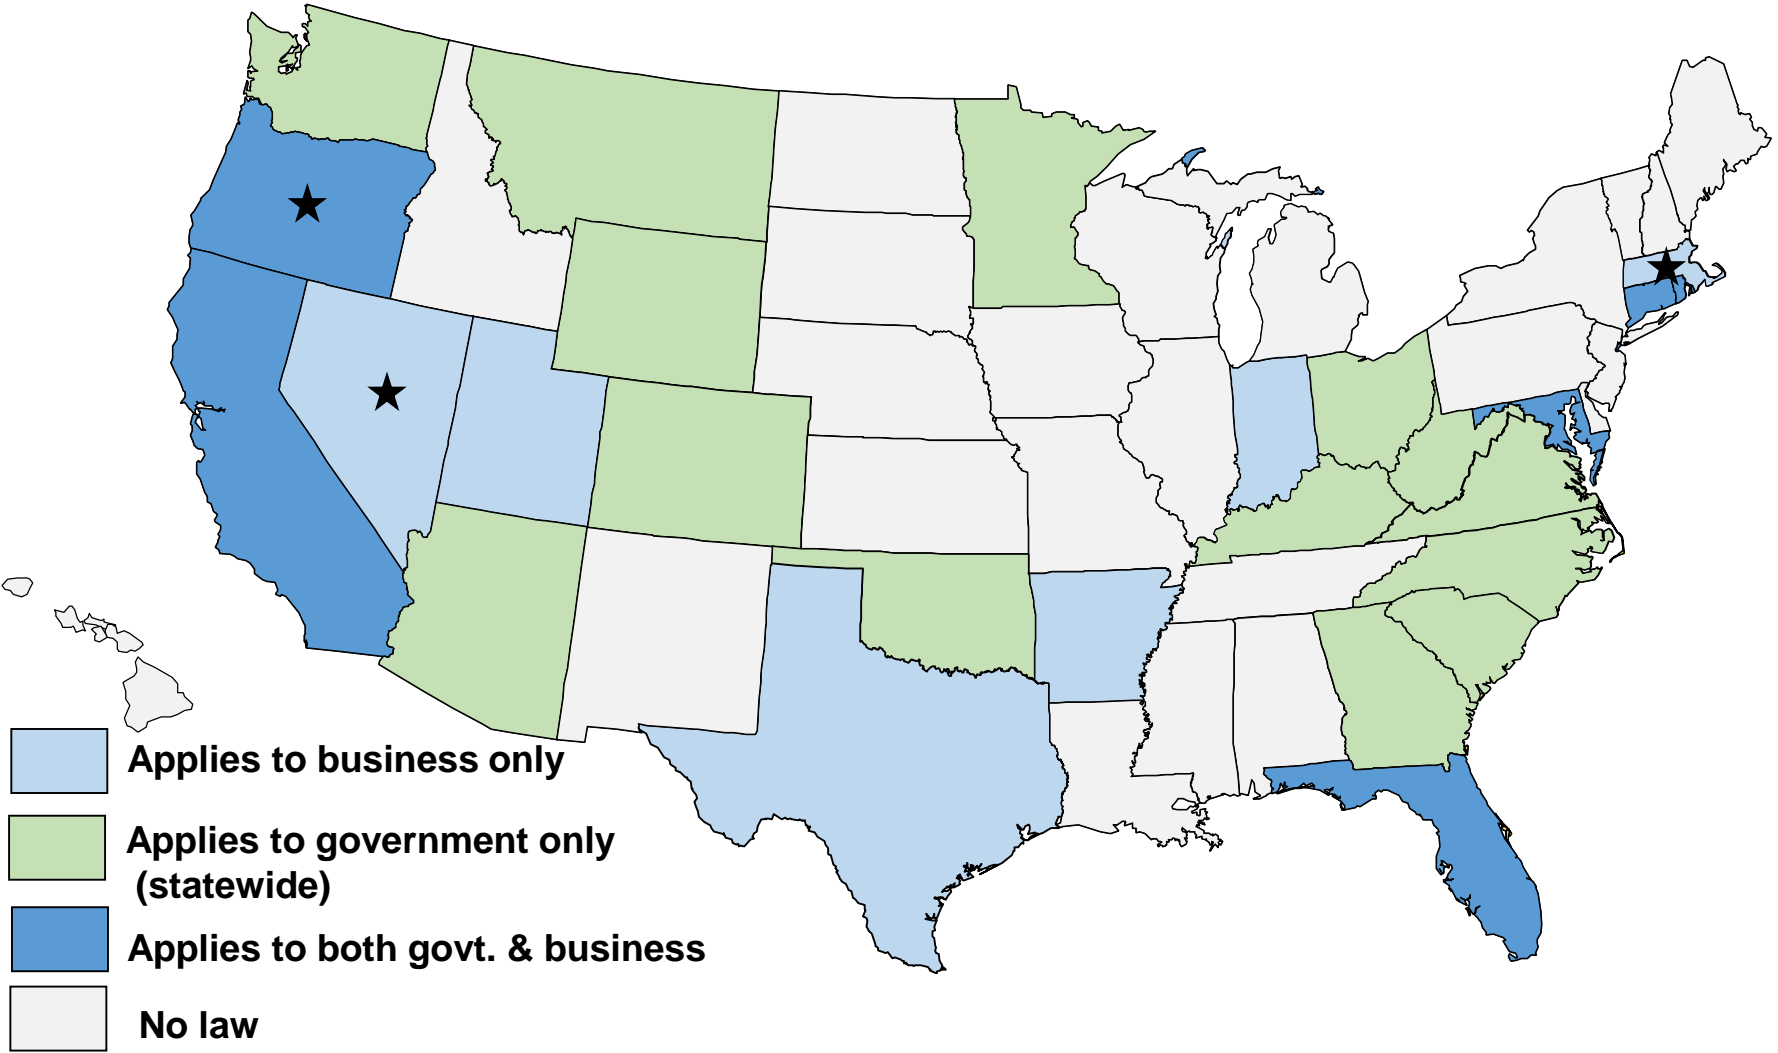 Applies to business only
Applies to government only
(statewide)
Applies to both govt. & business
No law